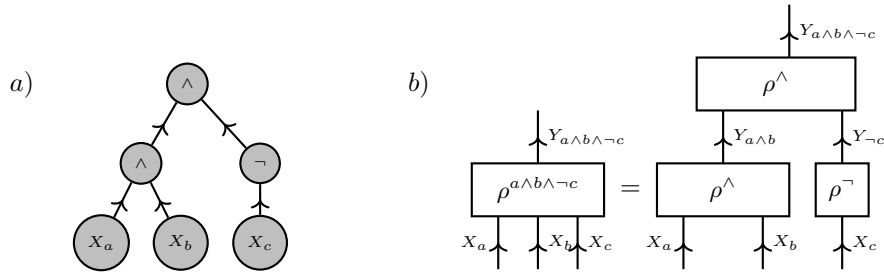 a)
∧
∧ ¬
X_a X_b X_c
b)
Y_{a∧b∧¬c}
ρ^∧
Y_{a∧b∧¬c} Y_{a∧b} Y_{¬c}
ρ^{a∧b∧¬c} = ρ^∧ ρ^¬
X_a X_b X_c X_a X_b X_c